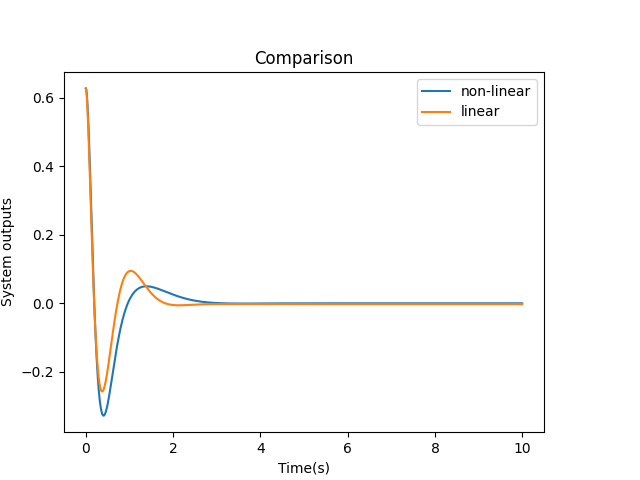 Comparison
non-linear
linear
System outputs
0.6
0.4
0.2
0.0
−0.2
0 2 4 6 8 10
Time(s)